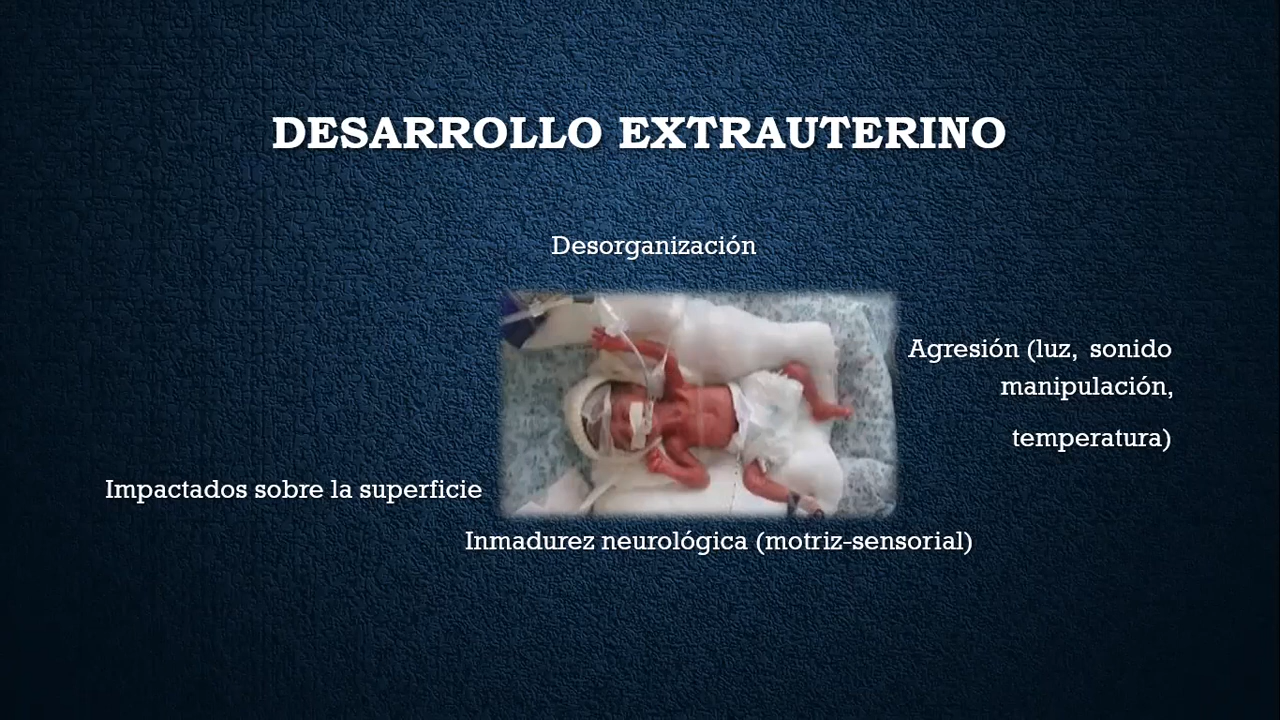 DESARROLLO EXTRAUTERINO
Desorganización
Agresión (luz, sonido
manipulación,
temperatura)
Impactados sobre la superficie
Inmadurez neurológica (motriz-sensorial)